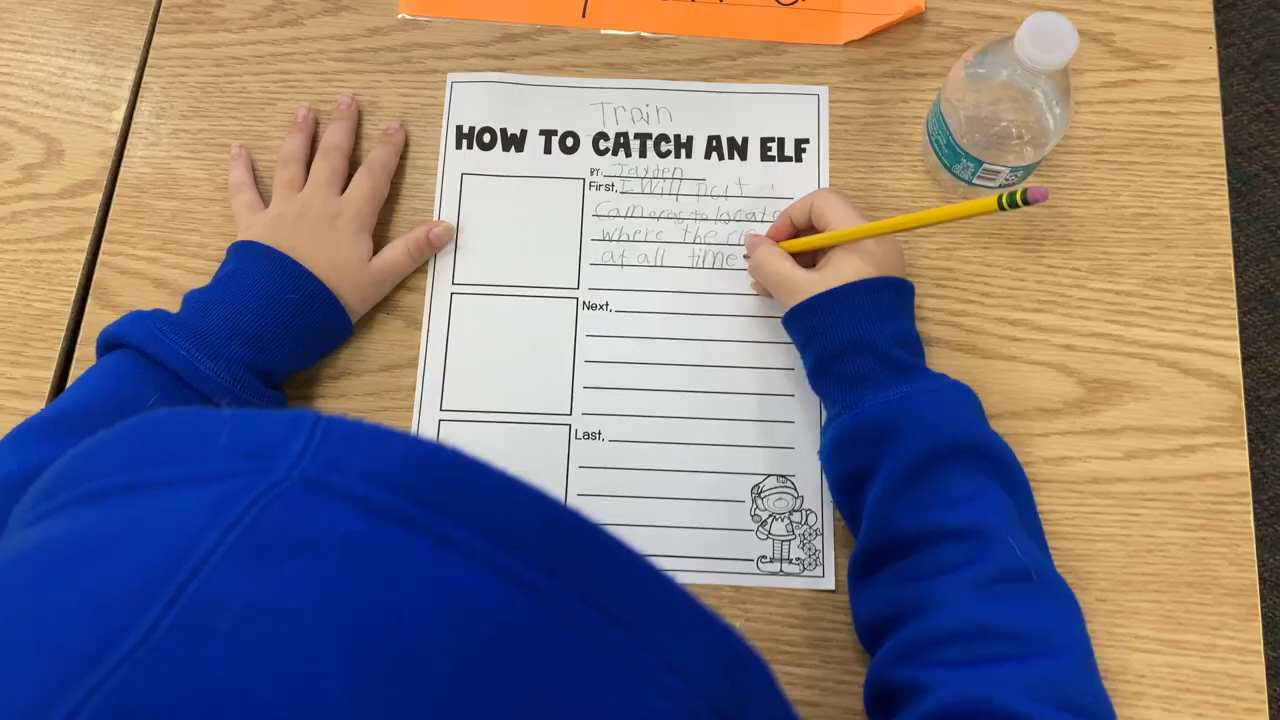 Train
HOW TO CATCH AN ELF
BY: Jayden
First, I Will put
Cameras to locate
where the
at all time
Next,
Last,